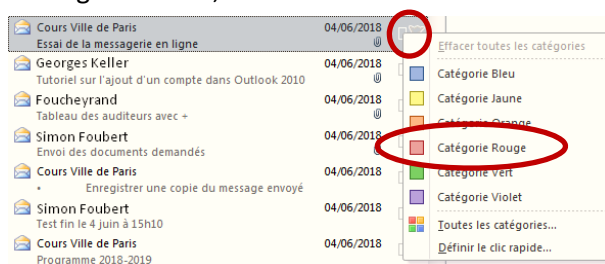 Cours Ville de Paris 04/06/2018
Essai de la messagerie en ligne
Georges Keller 04/06/2018
Tutoriel sur l'ajout d'un compte dans Outlook 2010
Foucheyrand 04/06/2018
Tableau des auditeurs avec +
Simon Foubert 04/06/2018
Envoi des documents demandés
Cours Ville de Paris 04/06/2018
• Enregistrer une copie du message envoyé
Simon Foubert 04/06/2018
Test fin le 4 juin à 15h10
Cours Ville de Paris 04/06/2018
Programme 2018-2019
Effacer toutes les catégories
Catégorie Bleu
Catégorie Jaune
Catégorie Orange
Catégorie Rouge
Catégorie Vert
Catégorie Violet
Toutes les catégories...
Définir le clic rapide...